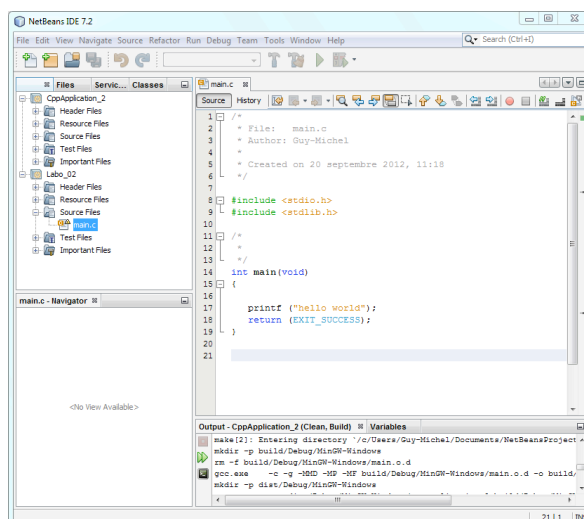 NetBeans IDE 7.2
File Edit View Navigate Source Refactor Run Debug Team Tools Window Help
Search (Ctrl+I)
Files Servic... Classes
CppApplication_2
Header Files
Resource Files
Source Files
Test Files
Important Files
Labo_02
Header Files
Resource Files
Source Files
main.c
Test Files
Important Files
main.c - Navigator
<No View Available>
main.c
Source History
1 /*
2 * File: main.c
3 * Author: Guy-Michel
4 *
5 * Created on 20 septembre 2012, 11:18
6 */
7
8 #include <stdio.h>
9 #include <stdlib.h>
10
11 /*
12 *
13 */
14 int main(void)
15 {
16
17 printf ("hello world");
18 return (EXIT_SUCCESS);
19 }
20
21
Output - CppApplication_2 (Clean, Build) Variables
make[2]: Entering directory '/c/Users/Guy-Michel/Documents/NetBeansProject
mkdir -p build/Debug/MinGW-Windows
rm -f build/Debug/MinGW-Windows/main.o.d
gcc.exe -c -g -MMD -MP -MF build/Debug/MinGW-Windows/main.o.d -o build/
mkdir -p dist/Debug/MinGW-Windows
21 | 1 IN